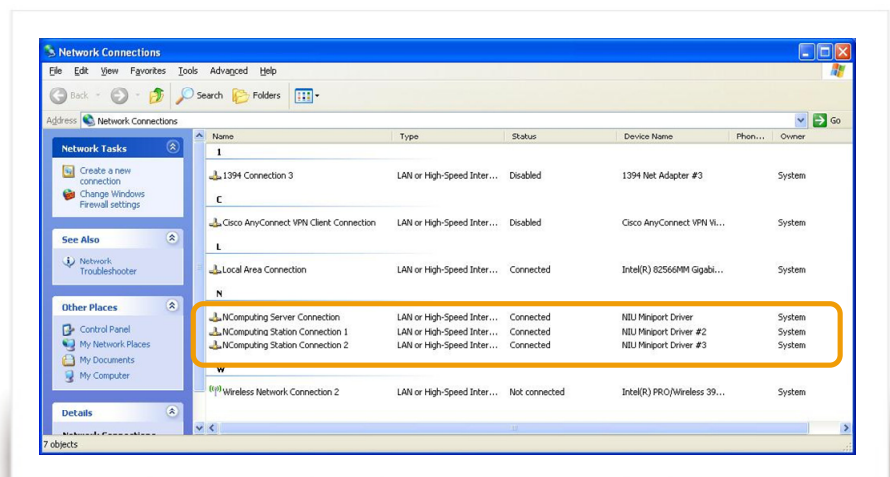 Network Connections
File Edit View Favorites Tools Advanced Help
Back Search Folders
Address Network Connections Go
Name Type Status Device Name Phon... Owner
Network Tasks
Create a new
connection
Change Windows
Firewall settings
See Also
Network
Troubleshooter
Other Places
Control Panel
My Network Places
My Documents
My Computer
Details
Network Connections
1
1394 Connection 3 LAN or High-Speed Inter... Disabled 1394 Net Adapter #3 System
C
Cisco AnyConnect VPN Client Connection LAN or High-Speed Inter... Disabled Cisco AnyConnect VPN Vi... System
L
Local Area Connection LAN or High-Speed Inter... Connected Intel(R) 82566MM Gigabi... System
N
NComputing Server Connection LAN or High-Speed Inter... Connected NIU Miniport Driver System
NComputing Station Connection 1 LAN or High-Speed Inter... Connected NIU Miniport Driver #2 System
NComputing Station Connection 2 LAN or High-Speed Inter... Connected NIU Miniport Driver #3 System
W
Wireless Network Connection 2 LAN or High-Speed Inter... Not connected Intel(R) PRO/Wireless 39... System
7 objects